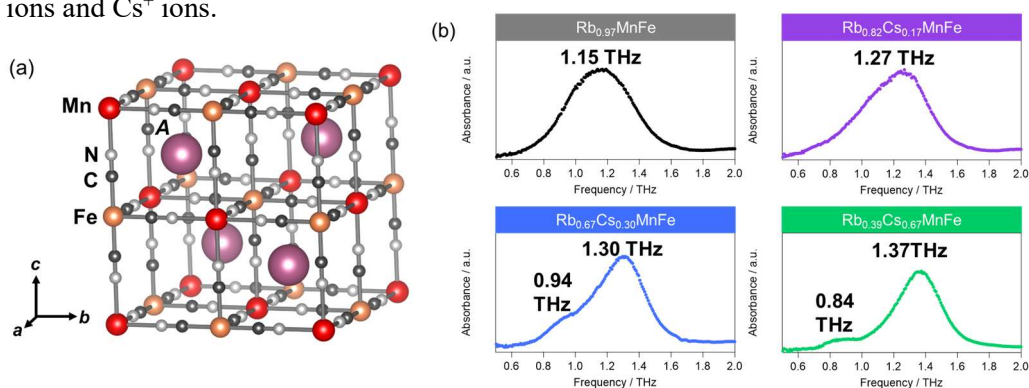 ions and Cs⁺ ions.
(a)
Mn
A
N
C
Fe
c
a
b
(b)
Rb₀.₉₇MnFe
1.15 THz
Absorbance / a.u.
0.6 0.8 1.0 1.2 1.4 1.6 1.8 2.0
Frequency / THz
Rb₀.₈₂Cs₀.₁₇MnFe
1.27 THz
Absorbance / a.u.
0.6 0.8 1.0 1.2 1.4 1.6 1.8 2.0
Frequency / THz
Rb₀.₆₇Cs₀.₃₀MnFe
1.30 THz
0.94
THz
Absorbance / a.u.
0.6 0.8 1.0 1.2 1.4 1.6 1.8 2.0
Frequency / THz
Rb₀.₃₉Cs₀.₆₇MnFe
1.37THz
0.84
THz
Absorbance / a.u.
0.6 0.8 1.0 1.2 1.4 1.6 1.8 2.0
Frequency / THz